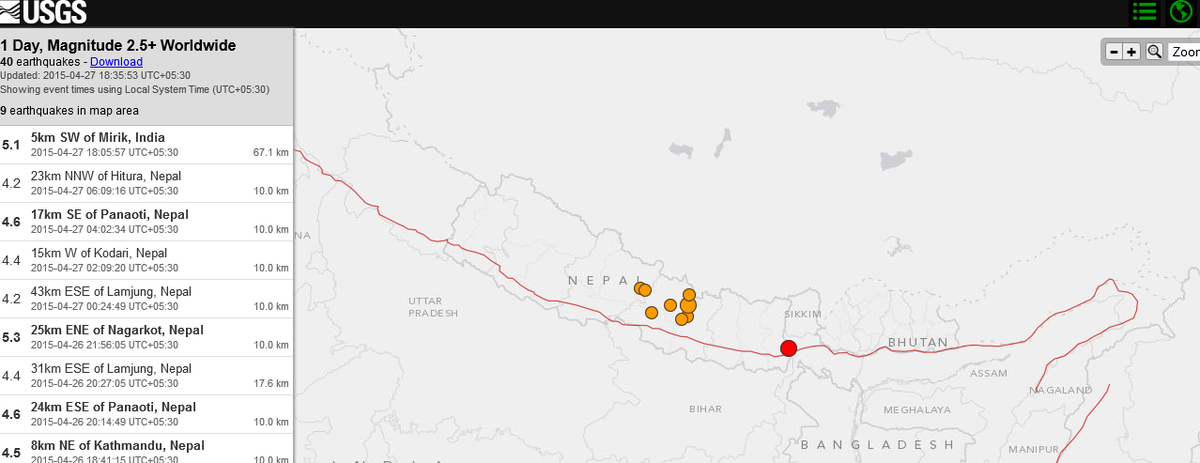 USGS
1 Day, Magnitude 2.5+ Worldwide
40 earthquakes - Download
Updated: 2015-04-27 18:35:53 UTC+05:30
Showing event times using Local System Time (UTC+05:30)
9 earthquakes in map area
5.1 5km SW of Mirik, India
2015-04-27 18:05:57 UTC+05:30 67.1 km
4.2 23km NNW of Hitura, Nepal
2015-04-27 06:09:16 UTC+05:30 10.0 km
4.6 17km SE of Panaoti, Nepal
2015-04-27 04:02:34 UTC+05:30 10.0 km
4.4 15km W of Kodari, Nepal
2015-04-27 02:09:20 UTC+05:30 10.0 km
4.2 43km ESE of Lamjung, Nepal
2015-04-27 00:24:49 UTC+05:30 10.0 km
5.3 25km ENE of Nagarkot, Nepal
2015-04-26 21:56:05 UTC+05:30 10.0 km
4.4 31km ESE of Lamjung, Nepal
2015-04-26 20:27:05 UTC+05:30 17.6 km
4.6 24km ESE of Panaoti, Nepal
2015-04-26 20:14:49 UTC+05:30 10.0 km
4.5 8km NE of Kathmandu, Nepal
2015-04-26 18:41:15 UTC+05:30 10.0 km
- + Zoom
NA
NEPAL
UTTAR
PRADESH
SIKKIM
BHUTAN
ASSAM
NAGALAND
BIHAR
MEGHALAYA
BANGLADESH
MANIPUR